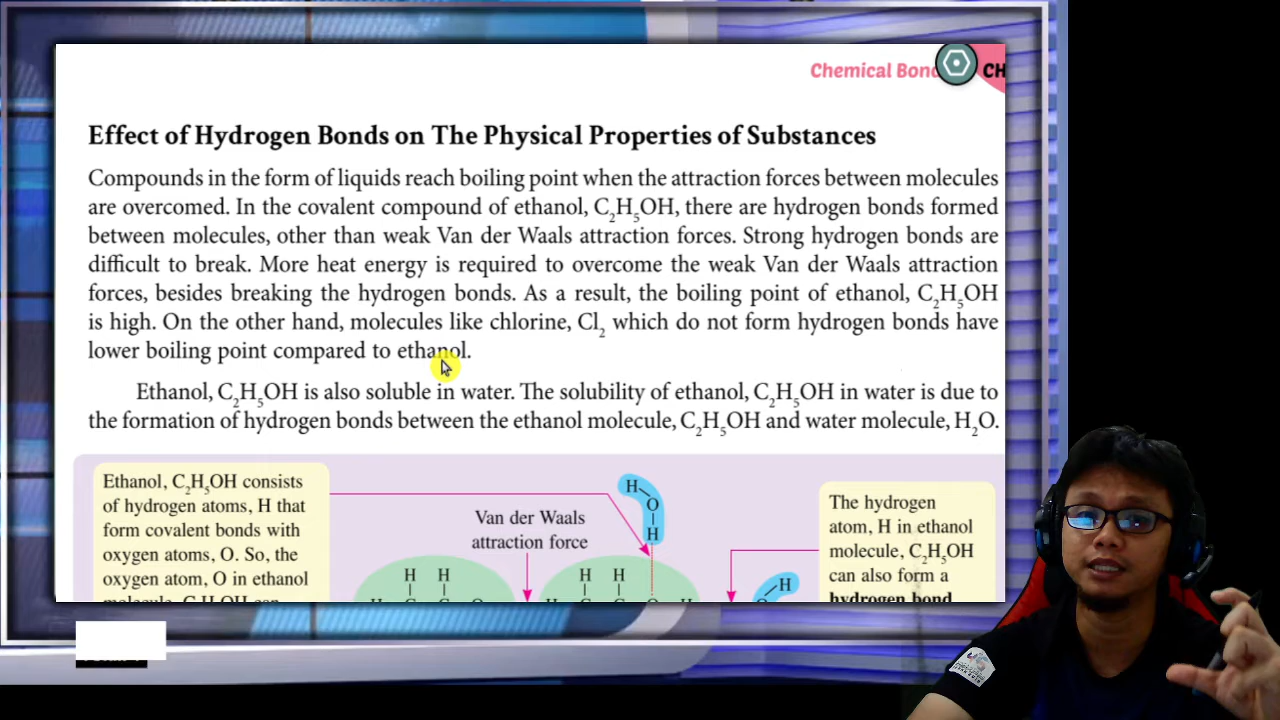 Chemical Bond
CH
Effect of Hydrogen Bonds on The Physical Properties of Substances
Compounds in the form of liquids reach boiling point when the attraction forces between molecules
are overcomed. In the covalent compound of ethanol, C₂H₅OH, there are hydrogen bonds formed
between molecules, other than weak Van der Waals attraction forces. Strong hydrogen bonds are
difficult to break. More heat energy is required to overcome the weak Van der Waals attraction
forces, besides breaking the hydrogen bonds. As a result, the boiling point of ethanol, C₂H₅OH
is high. On the other hand, molecules like chlorine, Cl₂ which do not form hydrogen bonds have
lower boiling point compared to ethanol.
Ethanol, C₂H₅OH is also soluble in water. The solubility of ethanol, C₂H₅OH in water is due to
the formation of hydrogen bonds between the ethanol molecule, C₂H₅OH and water molecule, H₂O.
Ethanol, C₂H₅OH consists
of hydrogen atoms, H that
form covalent bonds with
oxygen atoms, O. So, the
oxygen atom, O in ethanol
Van der Waals
attraction force
H
O
H
H H
H H
H
The hydrogen
atom, H in ethanol
molecule, C₂H₅OH
can also form a
hydrogen bond